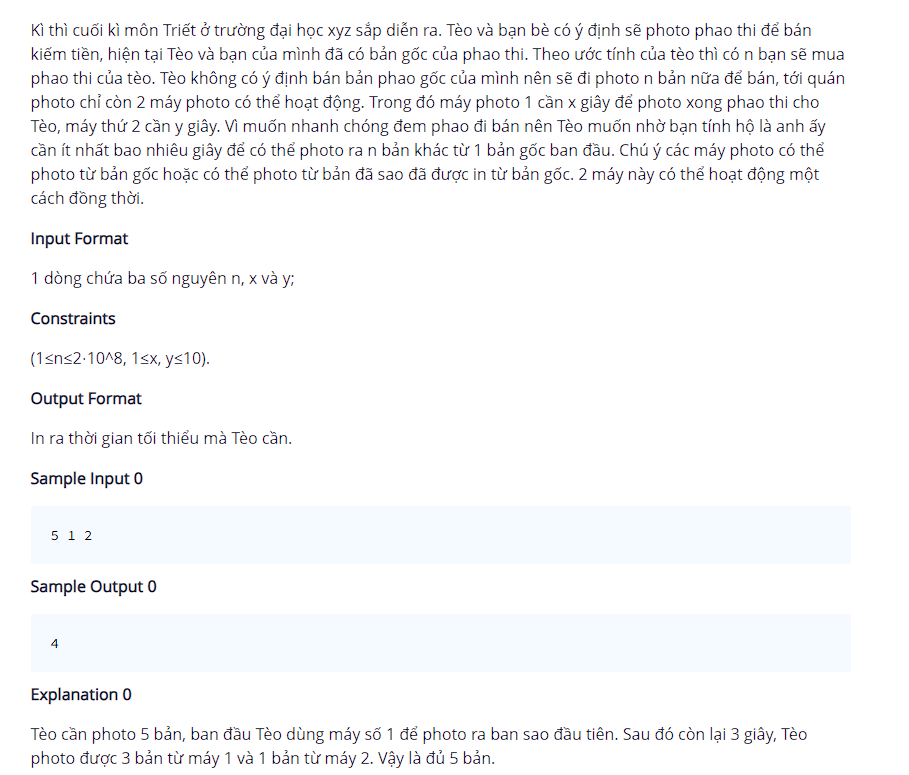 Kì thì cuối kì môn Triết ở trường đại học xyz sắp diễn ra. Tèo và bạn bè có ý định sẽ photo phao thi để bán
kiếm tiền, hiện tại Tèo và bạn của mình đã có bản gốc của phao thi. Theo ước tính của tèo thì có n bạn sẽ mua
phao thi của tèo. Tèo không có ý định bán bản phao gốc của mình nên sẽ đi photo n bản nữa để bán, tới quán
photo chỉ còn 2 máy photo có thể hoạt động. Trong đó máy photo 1 cần x giây để photo xong phao thi cho
Tèo, máy thứ 2 cần y giây. Vì muốn nhanh chóng đem phao đi bán nên Tèo muốn nhờ bạn tính hộ là anh ấy
cần ít nhất bao nhiêu giây để có thể photo ra n bản khác từ 1 bản gốc ban đầu. Chú ý các máy photo có thể
photo từ bản gốc hoặc có thể photo từ bản đã sao đã được in từ bản gốc. 2 máy này có thể hoạt động một
cách đồng thời.
Input Format
1 dòng chứa ba số nguyên n, x và y;
Constraints
(1≤n≤2·10^8, 1≤x, y≤10).
Output Format
In ra thời gian tối thiểu mà Tèo cần.
Sample Input 0
5 1 2
Sample Output 0
4
Explanation 0
Tèo cần photo 5 bản, ban đầu Tèo dùng máy số 1 để photo ra ban sao đầu tiên. Sau đó còn lại 3 giây, Tèo
photo được 3 bản từ máy 1 và 1 bản từ máy 2. Vậy là đủ 5 bản.